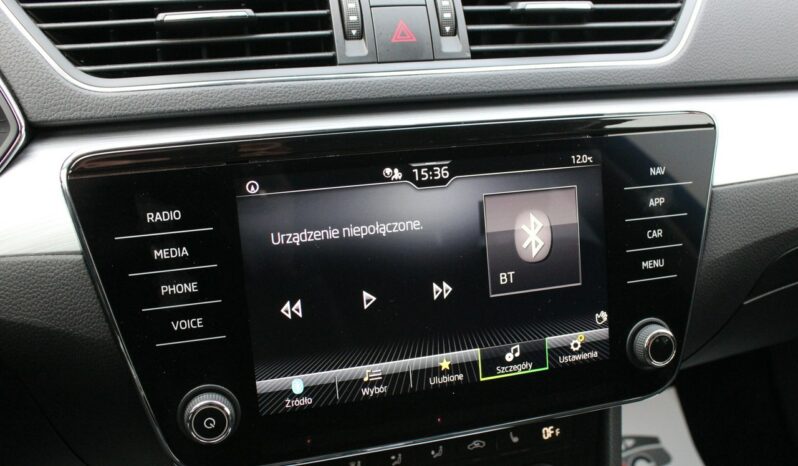 15:36
12.0℃
RADIO
MEDIA
PHONE
VOICE
Urządzenie niepołączone.
BT
NAV
APP
CAR
MENU
Źródło
Wybór
Ulubione
Szczegóły
Ustawienia
OFF